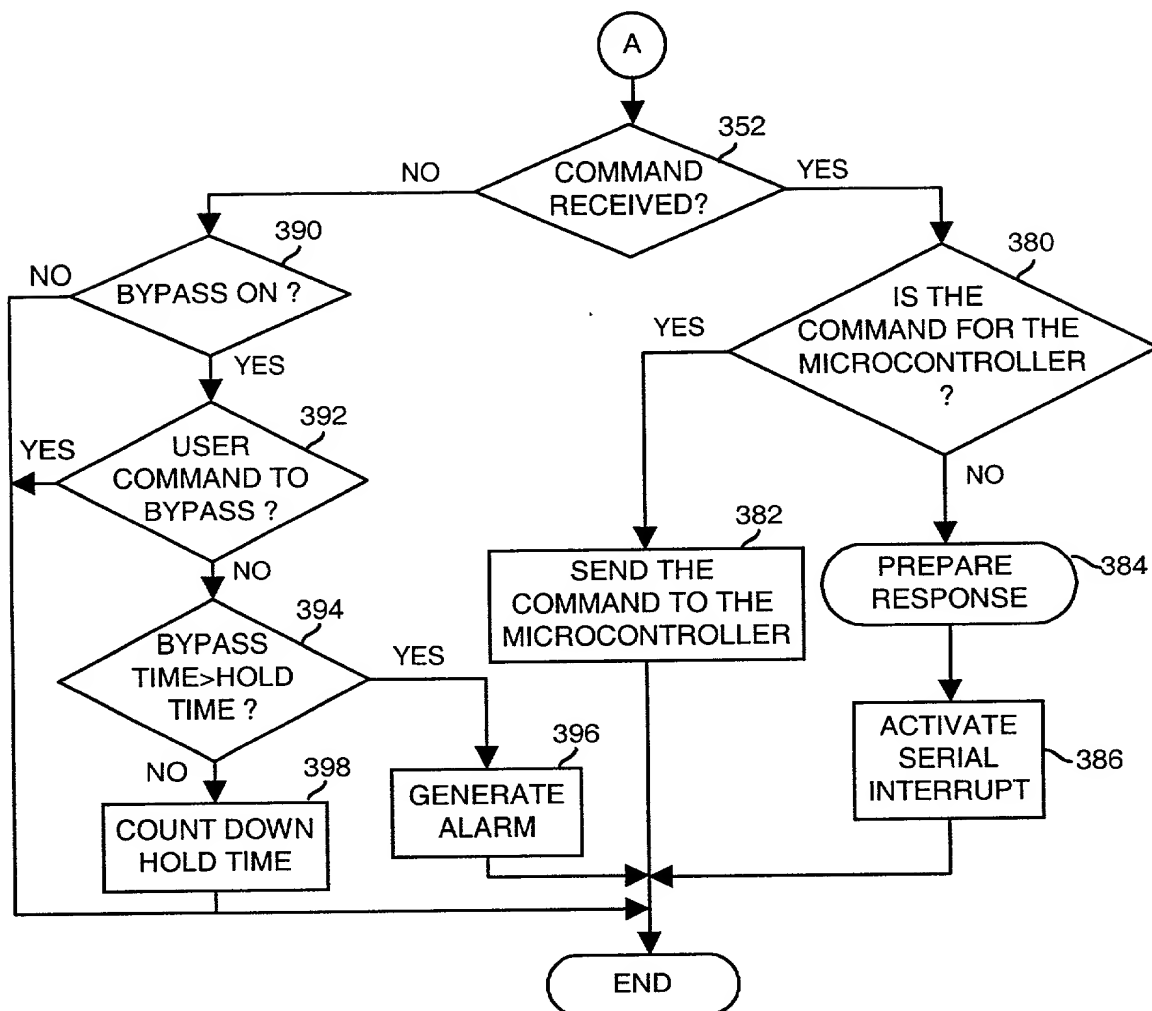 A
352
NO
COMMAND
RECEIVED?
YES
390
NO
BYPASS ON ?
YES
380
IS THE
COMMAND FOR THE
MICROCONTROLLER
?
YES
NO
392
YES
USER
COMMAND TO
BYPASS ?
NO
382
SEND THE
COMMAND TO THE
MICROCONTROLLER
PREPARE
RESPONSE
384
394
BYPASS
TIME>HOLD
TIME ?
YES
NO
396
GENERATE
ALARM
ACTIVATE
SERIAL
INTERRUPT
386
398
COUNT DOWN
HOLD TIME
END